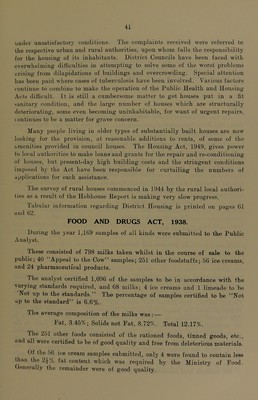 41
under unsatisfactory conditions. The complaints received were referred to
the respective urban and rural authorities, upon whom falls the responsibility
for the housing of its inhabitants. District Councils have been faced with
overwhelming difficulties in attempting to solve some of the worst problems
arising from dilapidations of buildings and overcrowding. Special attention
has been paid where cases of tuberculosis have been involved. Various factors
continue to combine to make the operation of the Public Health and Housing
Acts difficult. It is still a cumbersome matter to get houses put in a fit
sanitary condition, and the large number of houses which are structurally
deteriorating, some even becoming uninhabitable, for want of urgent repairs,
continues to be a matter for grave concern.
Many people living in older types of substantially built houses are now
looking for the provision, at reasonable additions to rents, of some of the
amenities provided in council houses. The Housing Act, 1949, gives power
to local authorities to make loans and grants for the repair and re-conditioning
of houses, but present-day high building costs and the stringent conditions
imposed by the Act have been responsible for curtailing the numbers of
applications for such assistance.
The survey of rural houses commenced in 1944 by the rural local authori-
ties as a result of the Hobhouse Report is making very slow progress.
Tabular information regarding District Housing is printed on pages 61
and 62.
FOOD AND DRUGS ACT, 1938.
During the year 1,169 samples of all kinds were submitted to the Public
Analyst.
These consisted of 798 milks taken whilst in the course of sale to the
public; 40 "Appeal to the Cow" samples; 251 other foodstuffs; 56 ice creams,
and 24 pharmaceutical products.
The analyst certified 1,096 of the samples to be in accordance with the
varying standards required, and 68 milks; 4 ice creams and 1 limeade to be
"Not up to the standards." The percentage of samples certified to be "Not
up to the standard" is 6.6%.
The average composition of the milks was:—
Fat, 3.45%; Solids not Fat, 8.72%. Total 12.17%.
The 251 other foods consisted of the rationed foods, tinned goods, etc.,
and all were certified to be of good quality and free from deleterious materials.
Of the 56 ice cream samples submitted, only 4 were found to contain less
than the 2½% fat content which was required by the Ministry of Food.
Generally the remainder were of good quality.